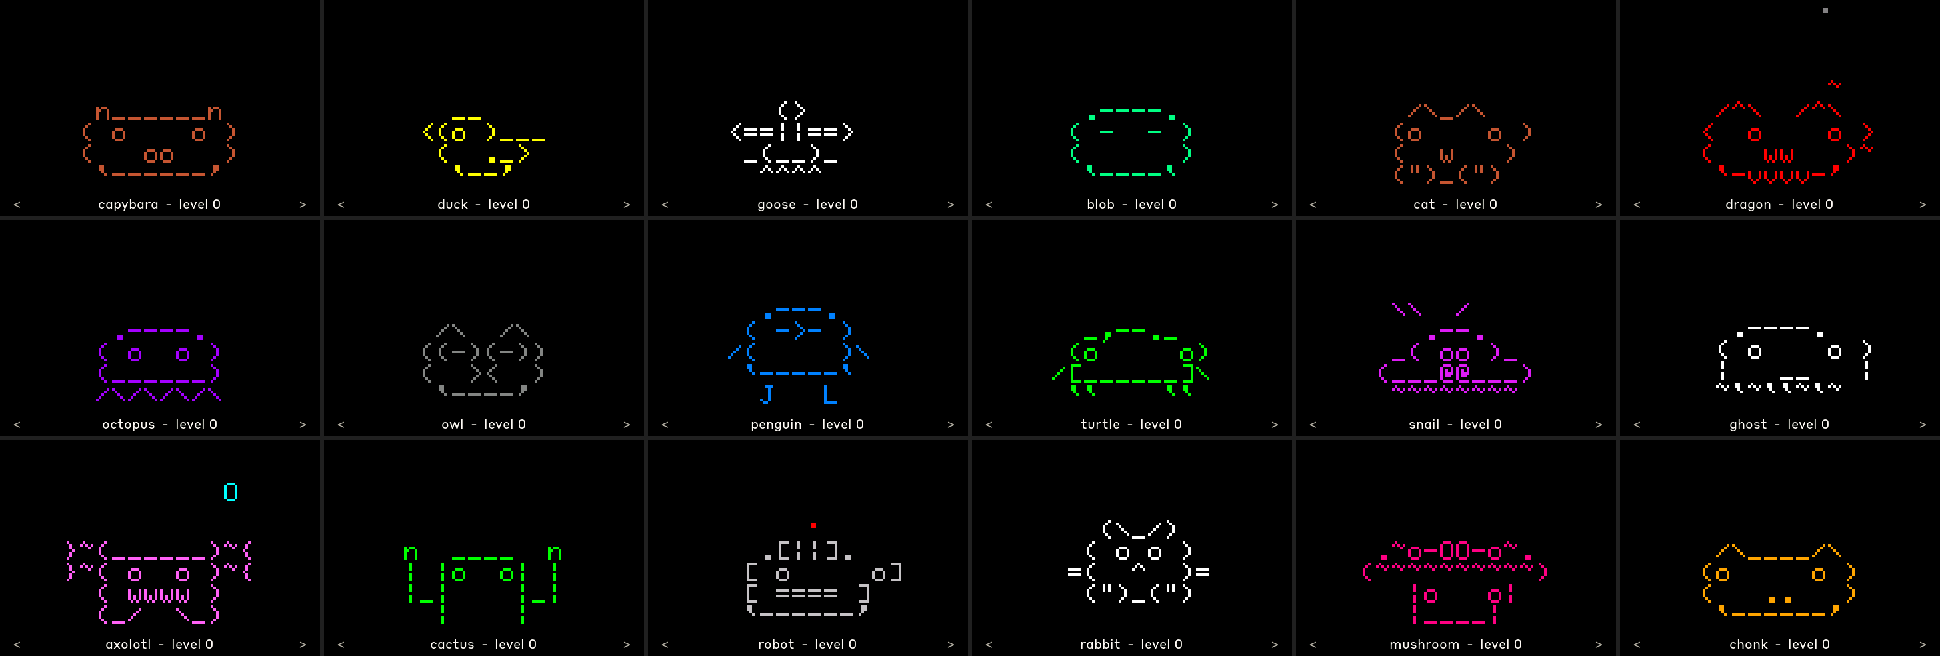 < capybara - level 0 >
< duck - level 0 >
< goose - level 0 >
< blob - level 0 >
< cat - level 0 >
< dragon - level 0 >
< octopus - level 0 >
< owl - level 0 >
< penguin - level 0 >
< turtle - level 0 >
< snail - level 0 >
< ghost - level 0 >
< axolotl - level 0 >
< cactus - level 0 >
< robot - level 0 >
< rabbit - level 0 >
< mushroom - level 0 >
< chonk - level 0 >